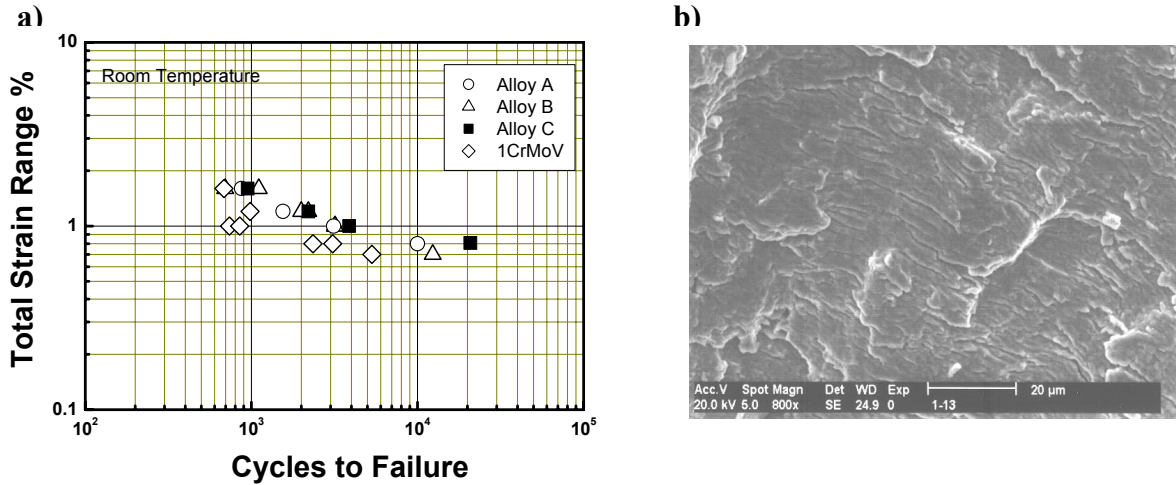 a)
b)
Total Strain Range %
10
1
0.1
Room Temperature
Alloy A
Alloy B
Alloy C
1CrMoV
10² 10³ 10⁴ 10⁵
Cycles to Failure
Acc.V Spot Magn Det WD Exp 20 µm
20.0 kV 5.0 800x SE 24.9 0 1-13